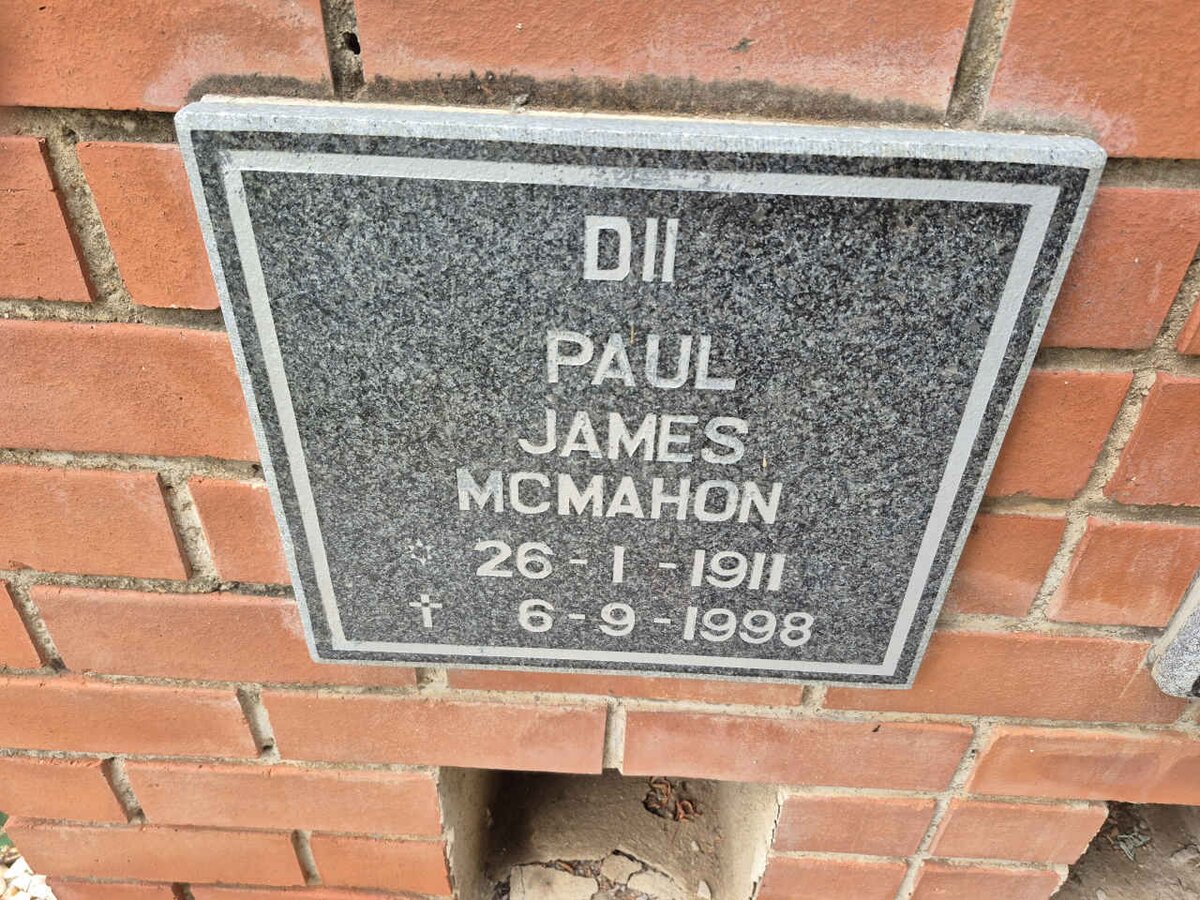 D11
PAUL
JAMES
MCMAHON
✡ 26-1-1911
✝ 6-9-1998